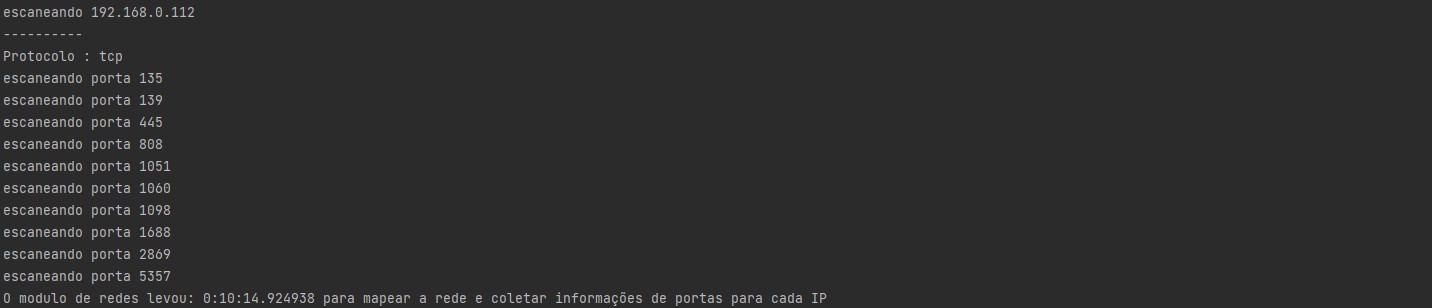 escaneando 192.168.0.112
----------
Protocolo : tcp
escaneando porta 135
escaneando porta 139
escaneando porta 445
escaneando porta 808
escaneando porta 1051
escaneando porta 1060
escaneando porta 1098
escaneando porta 1688
escaneando porta 2869
escaneando porta 5357
O modulo de redes levou: 0:10:14.924938 para mapear a rede e coletar informações de portas para cada IP